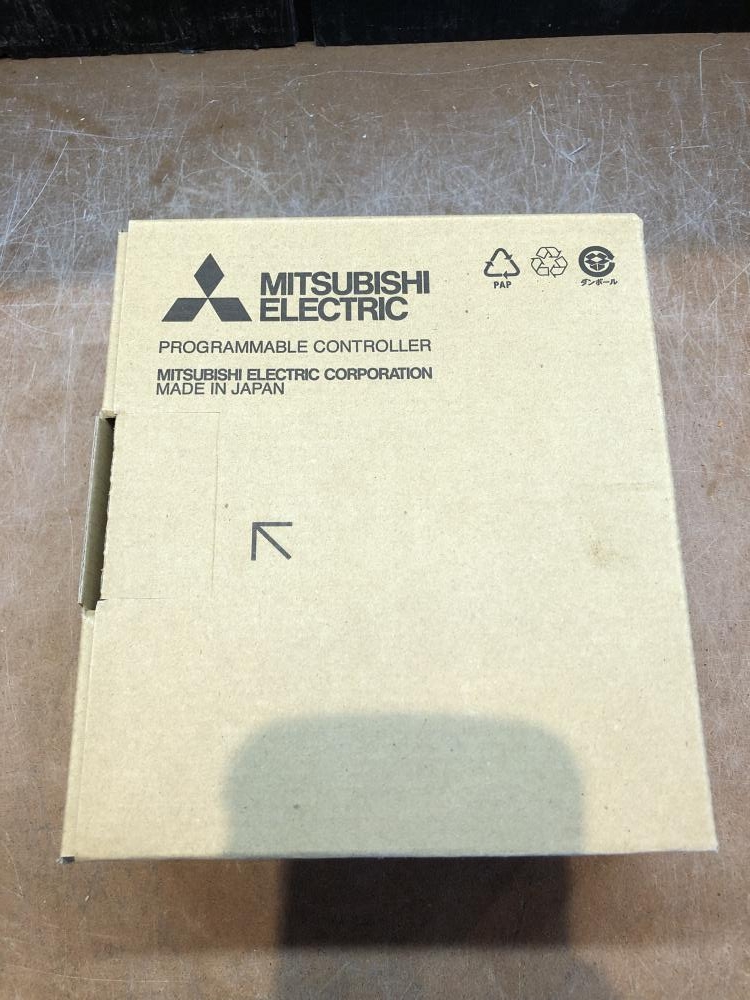 MITSUBISHI
ELECTRIC
PAP
ダンボール
PROGRAMMABLE CONTROLLER
MITSUBISHI ELECTRIC CORPORATION
MADE IN JAPAN